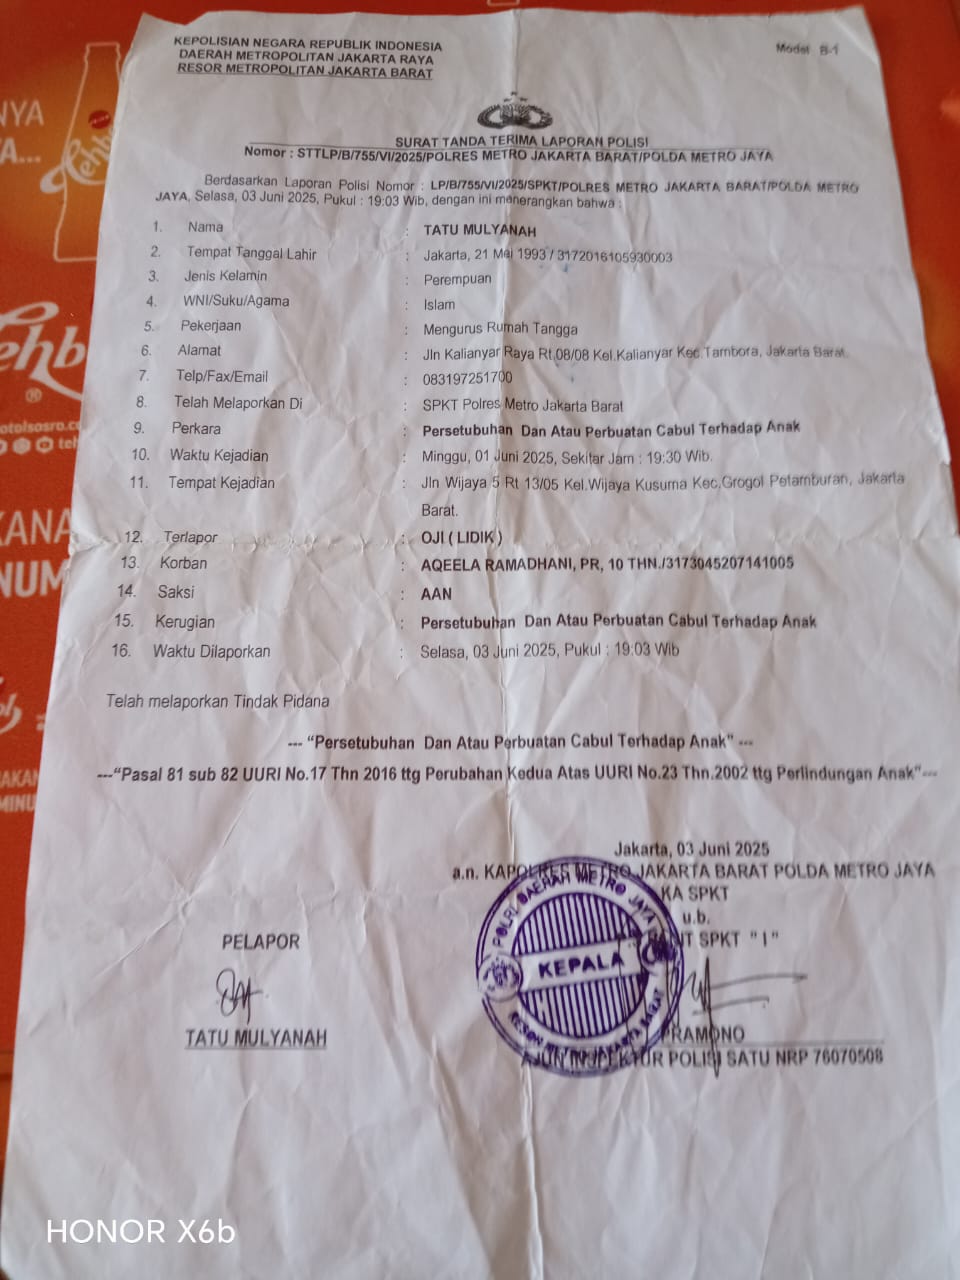 KEPOLISIAN NEGARA REPUBLIK INDONESIA
DAERAH METROPOLITAN JAKARTA RAYA
RESOR METROPOLITAN JAKARTA BARAT
Model B-1
SURAT TANDA TERIMA LAPORAN POLISI
Nomor : STTLP/B/755/VI/2025/POLRES METRO JAKARTA BARAT/POLDA METRO JAYA
Berdasarkan Laporan Polisi Nomor : LP/B/755/VI/2025/SPKT/POLRES METRO JAKARTA BARAT/POLDA METRO
JAYA, Selasa, 03 Juni 2025, Pukul : 19:03 Wib, dengan ini menerangkan bahwa :
1. Nama : TATU MULYANAH
2. Tempat Tanggal Lahir : Jakarta, 21 Mei 1993 / 3172016105930003
3. Jenis Kelamin : Perempuan
4. WNI/Suku/Agama : Islam
5. Pekerjaan : Mengurus Rumah Tangga
6. Alamat : Jln Kalianyar Raya Rt.08/08 Kel.Kalianyar Kec.Tambora, Jakarta Barat.
7. Telp/Fax/Email : 083197251700
8. Telah Melaporkan Di : SPKT Polres Metro Jakarta Barat
9. Perkara : Persetubuhan Dan Atau Perbuatan Cabul Terhadap Anak
10. Waktu Kejadian : Minggu, 01 Juni 2025, Sekitar Jam : 19:30 Wib.
11. Tempat Kejadian : Jln Wijaya 5 Rt 13/05 Kel.Wijaya Kusuma Kec.Grogol Petamburan, Jakarta
Barat.
12. Terlapor : OJI ( LIDIK )
13. Korban : AQEELA RAMADHANI, PR, 10 THN./3173045207141005
14. Saksi : AAN
15. Kerugian : Persetubuhan Dan Atau Perbuatan Cabul Terhadap Anak
16. Waktu Dilaporkan : Selasa, 03 Juni 2025, Pukul : 19:03 Wib
Telah melaporkan Tindak Pidana
--- "Persetubuhan Dan Atau Perbuatan Cabul Terhadap Anak" ---
---"Pasal 81 sub 82 UURI No.17 Thn 2016 ttg Perubahan Kedua Atas UURI No.23 Thn.2002 ttg Perlindungan Anak"---
Jakarta, 03 Juni 2025
a.n. KAPOLRES METRO JAKARTA BARAT POLDA METRO JAYA
KA SPKT
u.b.
SPKT "I"
PELAPOR
POLRI DAERAH METRO JAYA
KEPALA
RESOR METRO JAKARTA BARAT
TATU MULYANAH
PRAMONO
AJUN INSPEKTUR POLISI SATU NRP 76070508
HONOR X6b